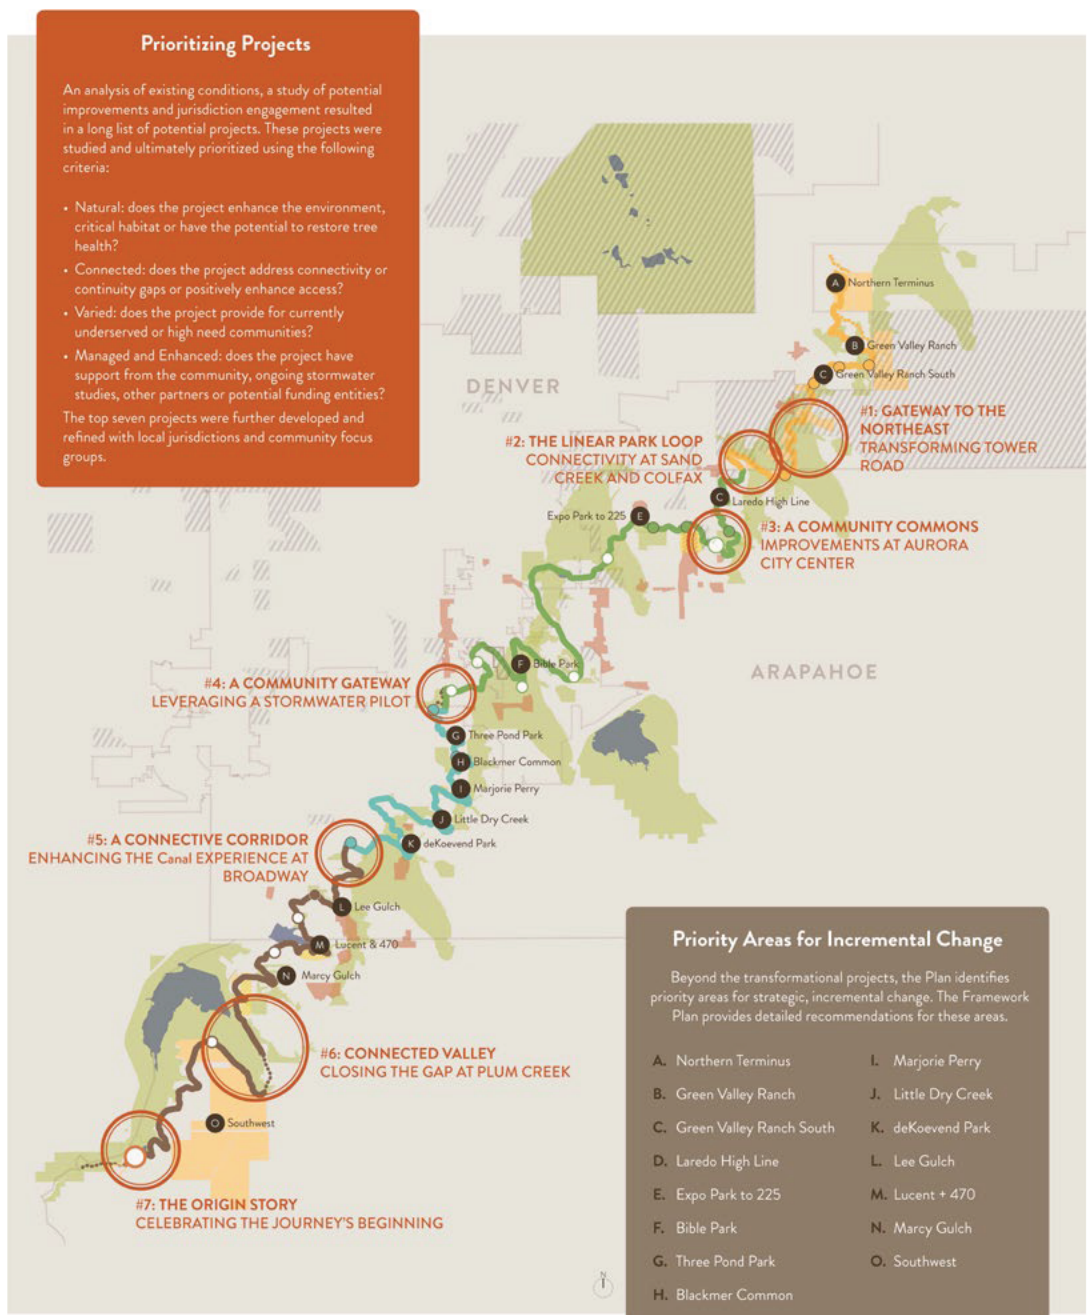 Prioritizing Projects
An analysis of existing conditions, a study of potential
improvements and jurisdiction engagement resulted
in a long list of potential projects. These projects were
studied and ultimately prioritized using the following
criteria:
• Natural: does the project enhance the environment,
critical habitat or have the potential to restore tree
health?
• Connected: does the project address connectivity or
continuity gaps or positively enhance access?
• Varied: does the project provide for currently
underserved or high need communities?
• Managed and Enhanced: does the project have
support from the community, ongoing stormwater
studies, other partners or potential funding entities?
The top seven projects were further developed and
refined with local jurisdictions and community focus
groups.
A Northern Terminus
B Green Valley Ranch
C Green Valley Ranch South
DENVER
#1: GATEWAY TO THE
NORTHEAST
TRANSFORMING TOWER
ROAD
#2: THE LINEAR PARK LOOP
CONNECTIVITY AT SAND
CREEK AND COLFAX
C Laredo High Line
Expo Park to 225 E
#3: A COMMUNITY COMMONS
IMPROVEMENTS AT AURORA
CITY CENTER
F Bible Park
ARAPAHOE
#4: A COMMUNITY GATEWAY
LEVERAGING A STORMWATER PILOT
G Three Pond Park
H Blackmer Common
I Marjorie Perry
J Little Dry Creek
K deKoevend Park
#5: A CONNECTIVE CORRIDOR
ENHANCING THE Canal EXPERIENCE AT
BROADWAY
L Lee Gulch
M Lucent & 470
N Marcy Gulch
#6: CONNECTED VALLEY
CLOSING THE GAP AT PLUM CREEK
O Southwest
#7: THE ORIGIN STORY
CELEBRATING THE JOURNEY'S BEGINNING
N
Priority Areas for Incremental Change
Beyond the transformational projects, the Plan identifies
priority areas for strategic, incremental change. The Framework
Plan provides detailed recommendations for these areas.
A. Northern Terminus
B. Green Valley Ranch
C. Green Valley Ranch South
D. Laredo High Line
E. Expo Park to 225
F. Bible Park
G. Three Pond Park
H. Blackmer Common
I. Marjorie Perry
J. Little Dry Creek
K. deKoevend Park
L. Lee Gulch
M. Lucent + 470
N. Marcy Gulch
O. Southwest